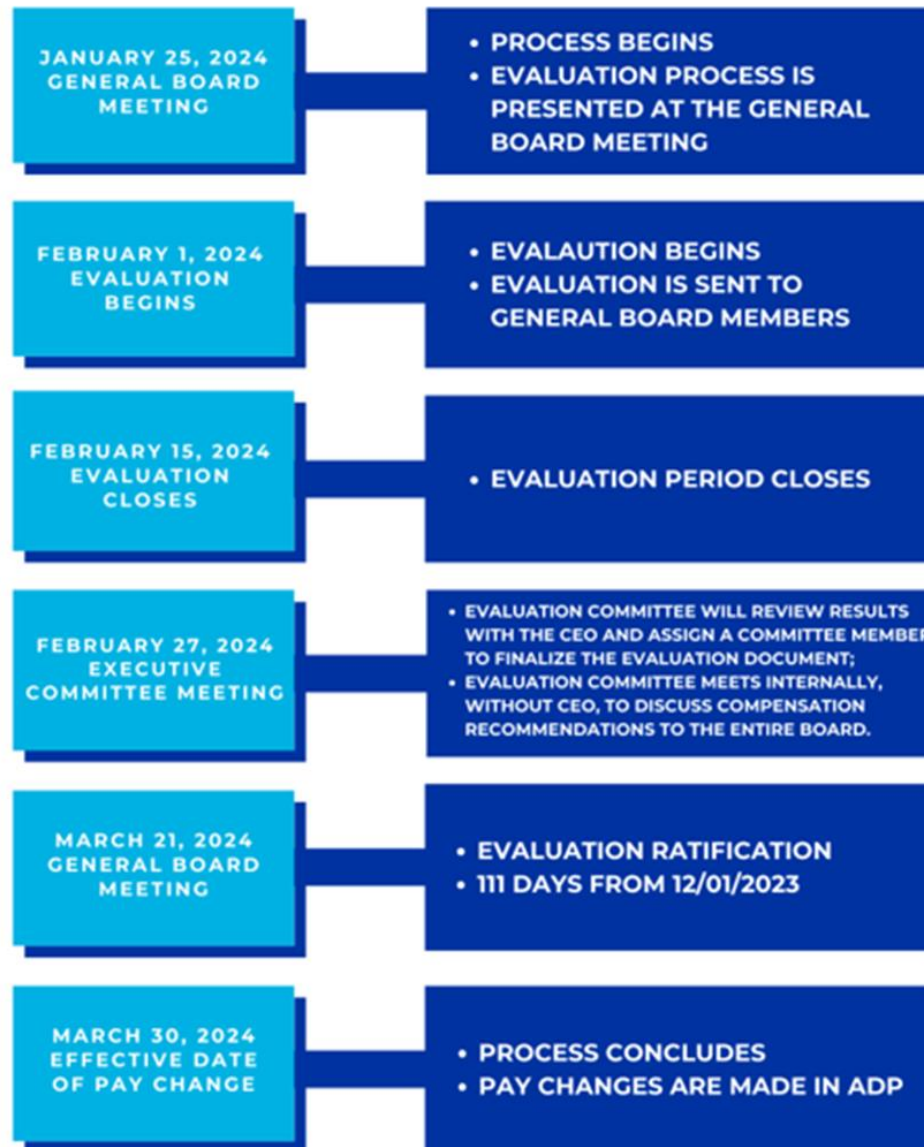 JANUARY 25, 2024
GENERAL BOARD
MEETING
• PROCESS BEGINS
• EVALUATION PROCESS IS
PRESENTED AT THE GENERAL
BOARD MEETING
FEBRUARY 1, 2024
EVALUATION
BEGINS
• EVALAUTION BEGINS
• EVALUATION IS SENT TO
GENERAL BOARD MEMBERS
FEBRUARY 15, 2024
EVALUATION
CLOSES
• EVALUATION PERIOD CLOSES
FEBRUARY 27, 2024
EXECUTIVE
COMMITTEE MEETING
• EVALUATION COMMITTEE WILL REVIEW RESULTS
WITH THE CEO AND ASSIGN A COMMITTEE MEMBER
TO FINALIZE THE EVALUATION DOCUMENT;
• EVALUATION COMMITTEE MEETS INTERNALLY,
WITHOUT CEO, TO DISCUSS COMPENSATION
RECOMMENDATIONS TO THE ENTIRE BOARD.
MARCH 21, 2024
GENERAL BOARD
MEETING
• EVALUATION RATIFICATION
• 111 DAYS FROM 12/01/2023
MARCH 30, 2024
EFFECTIVE DATE
OF PAY CHANGE
• PROCESS CONCLUDES
• PAY CHANGES ARE MADE IN ADP